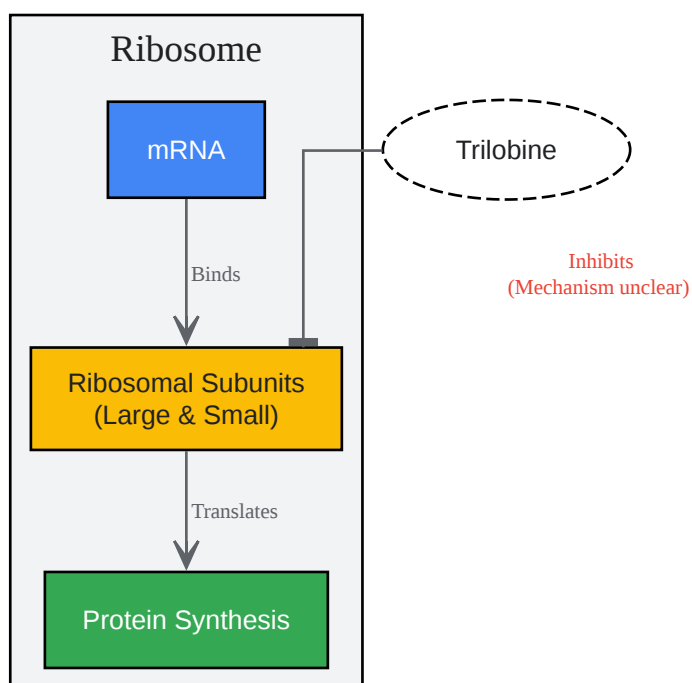 Ribosome
mRNA
Trilobine
Binds
Inhibits
(Mechanism unclear)
Ribosomal Subunits
(Large & Small)
Translates
Protein Synthesis